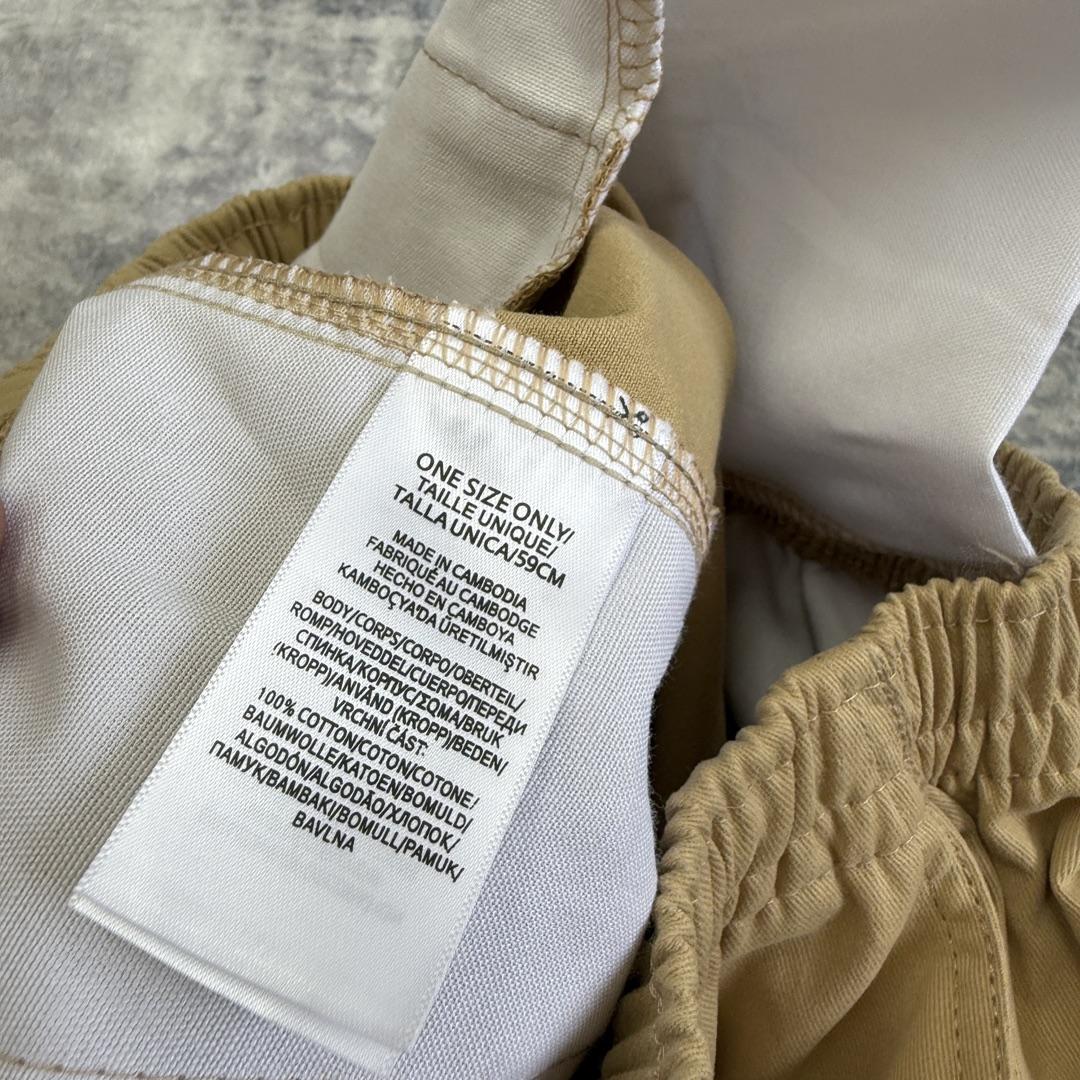 ONE SIZE ONLY/
TAILLE UNIQUE/
TALLA UNICA/59CM
MADE IN CAMBODIA
FABRIQUÉ AU CAMBODGE
HECHO EN CAMBOYA
KAMBOÇYA'DA ÜRETILMIŞTIR
BODY/CORPS/CORPO/OBERTEIL/
ROMP/HOVEDDEL/CUERPO/ПЕРЕДИ
СПИНКА/КОРПУС/ΣΩΜΑ/BRUK
(KROPP)/ANVÄND (KROPP)/BEDEN/
VRCHNÍ ČÁST:
100% COTTON/COTON/COTONE/
BAUMWOLLE/KATOEN/BOMULD/
ALGODÓN/ALGODÃO/ХЛОПОК/
ПАМУК/ΒΑΜΒΑΚΙ/BOMULL/PAMUK/
BAVLNA